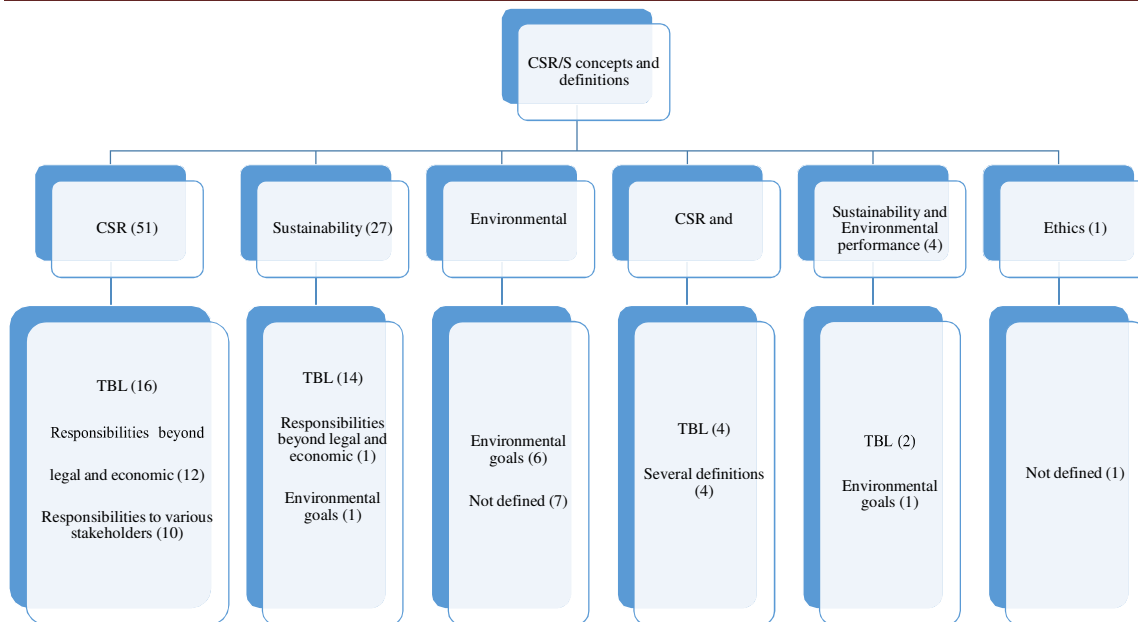 CSR/S concepts and
definitions
CSR (51)
Sustainability (27)
Environmental
CSR and
Sustainability and
Environmental
performance (4)
Ethics (1)
TBL (16)
Responsibilities beyond
legal and economic (12)
Responsibilities to various
stakeholders (10)
TBL (14)
Responsibilities
beyond legal and
economic (1)
Environmental
goals (1)
Environmental
goals (6)
Not defined (7)
TBL (4)
Several definitions
(4)
TBL (2)
Environmental
goals (1)
Not defined (1)